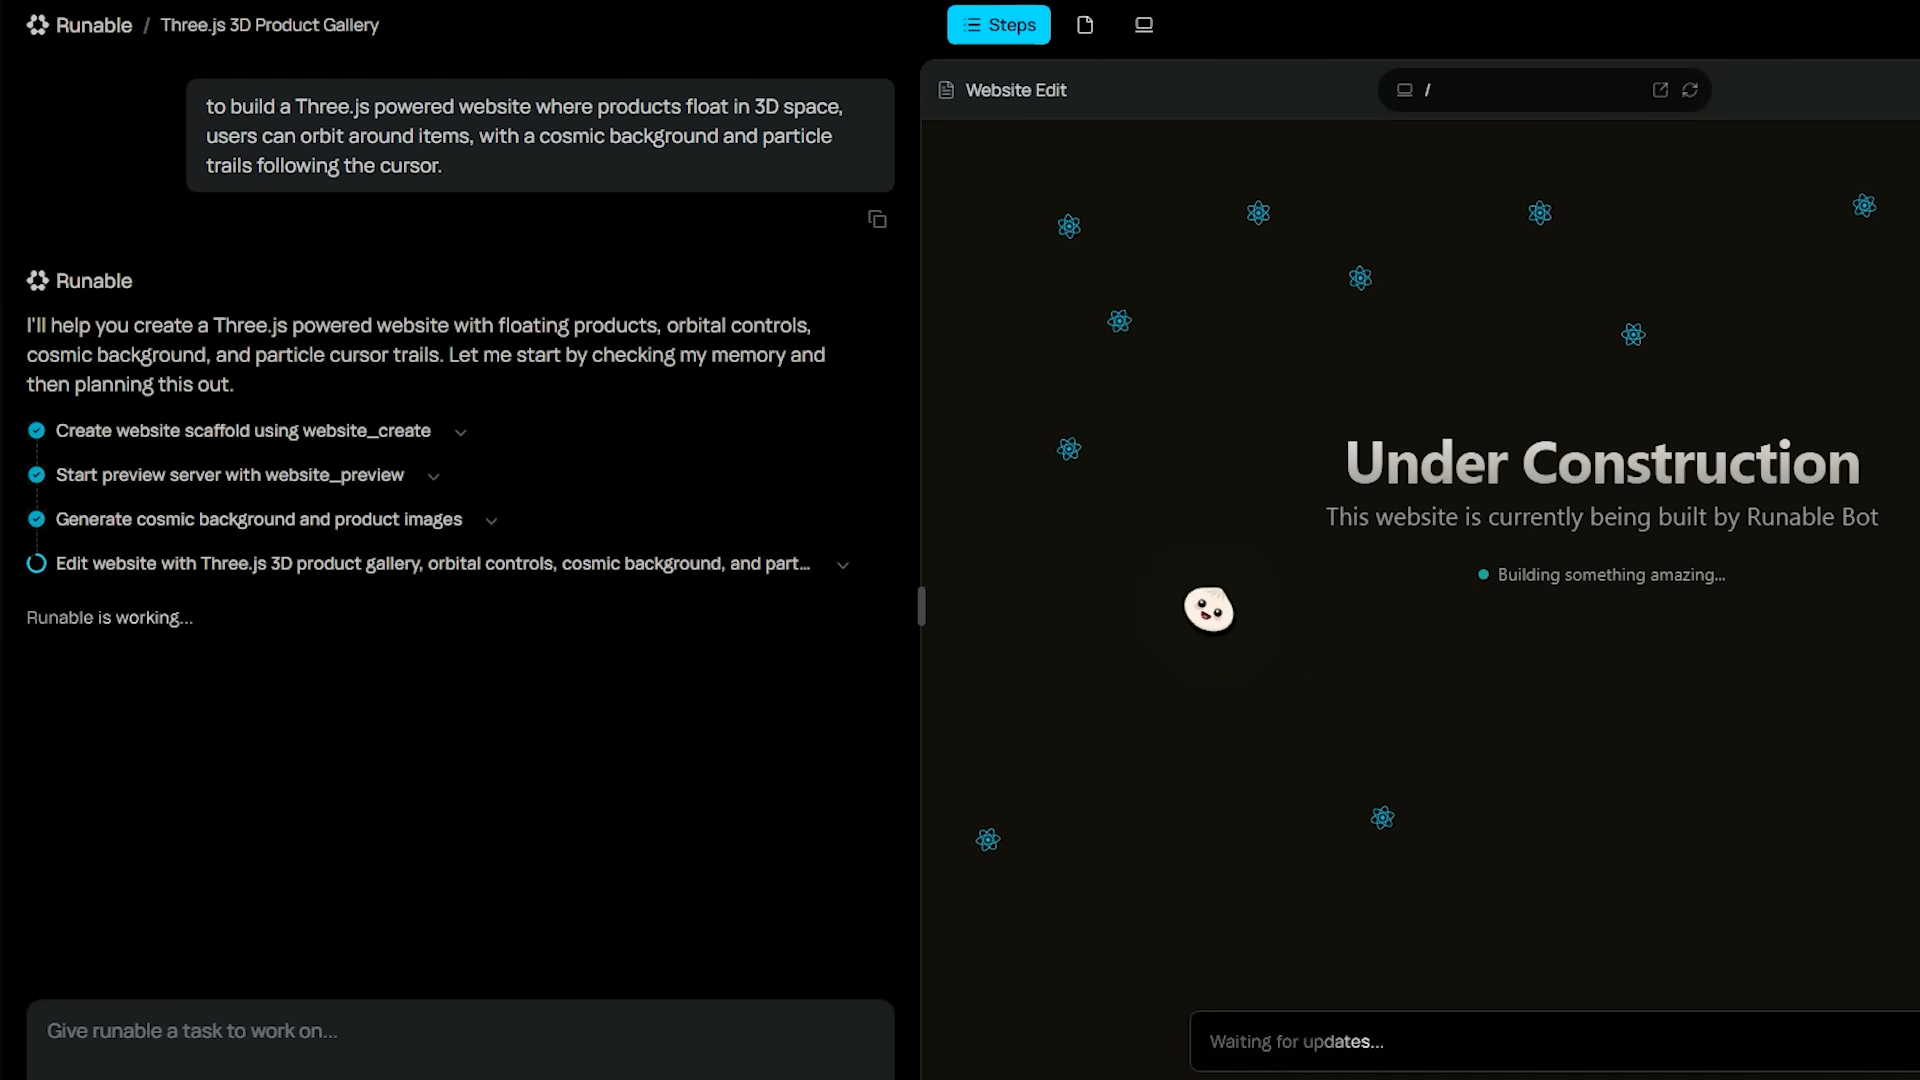 Runable / Three.js 3D Product Gallery
Steps
to build a Three.js powered website where products float in 3D space,
users can orbit around items, with a cosmic background and particle
trails following the cursor.
Runable
I'll help you create a Three.js powered website with floating products, orbital controls,
cosmic background, and particle cursor trails. Let me start by checking my memory and
then planning this out.
Create website scaffold using website_create
Start preview server with website_preview
Generate cosmic background and product images
Edit website with Three.js 3D product gallery, orbital controls, cosmic background, and part...
Runable is working...
Give runable a task to work on...
Website Edit
/
Under Construction
This website is currently being built by Runable Bot
Building something amazing...
Waiting for updates...